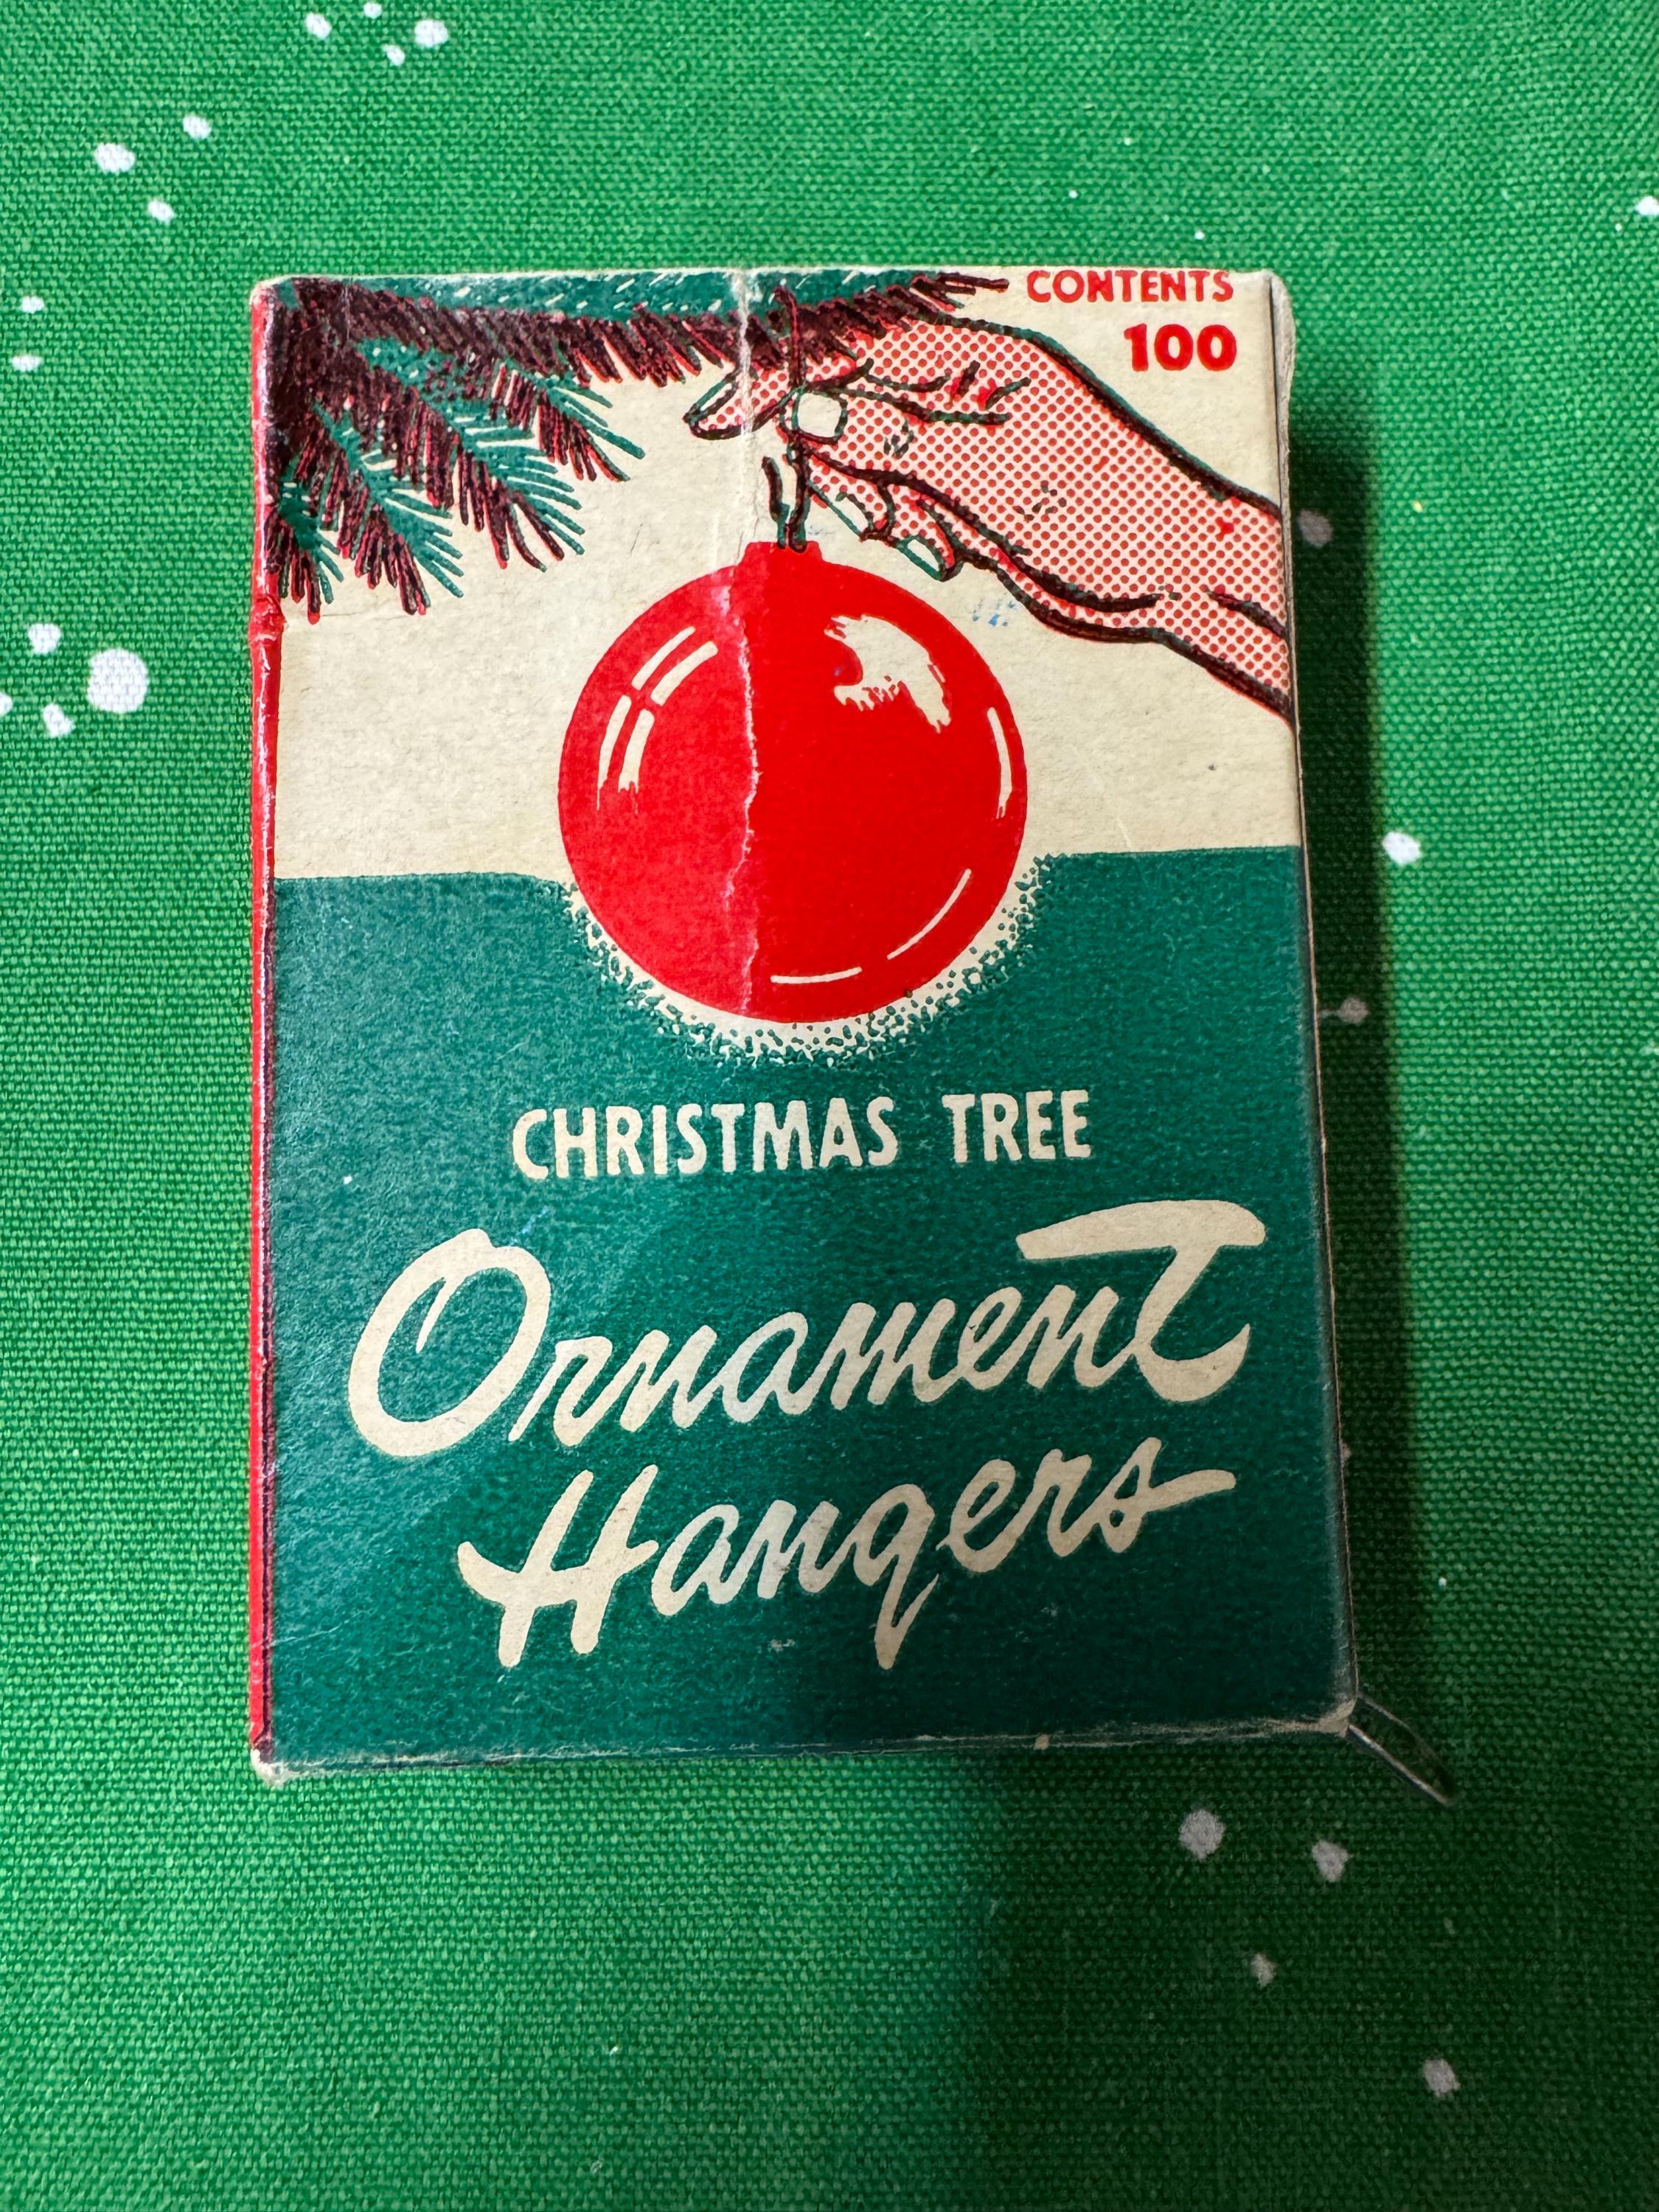 CONTENTS
100
CHRISTMAS TREE
Ornament
Hangers